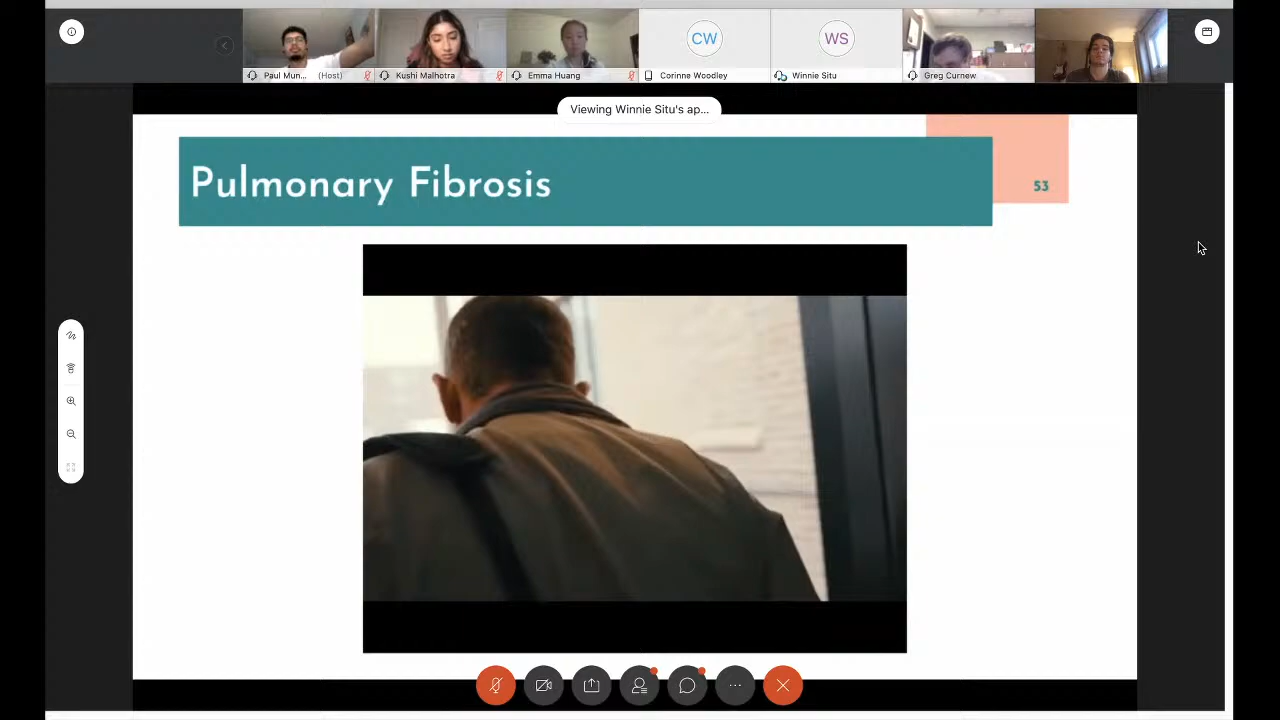 CW
WS
Paul Mun... (Host)
Kushi Malhotra
Emma Huang
Corinne Woodley
Winnie Situ
Greg Curnew
Viewing Winnie Situ's ap...
Pulmonary Fibrosis
53